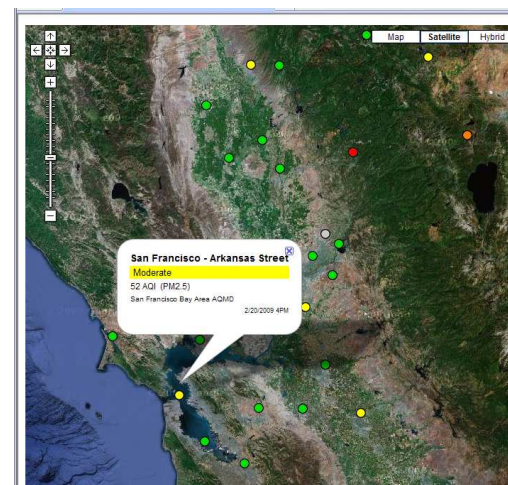 Map Satellite Hybrid
San Francisco - Arkansas Street
Moderate
52 AQI (PM2.5)
San Francisco Bay Area AQMD
2/20/2009 4PM